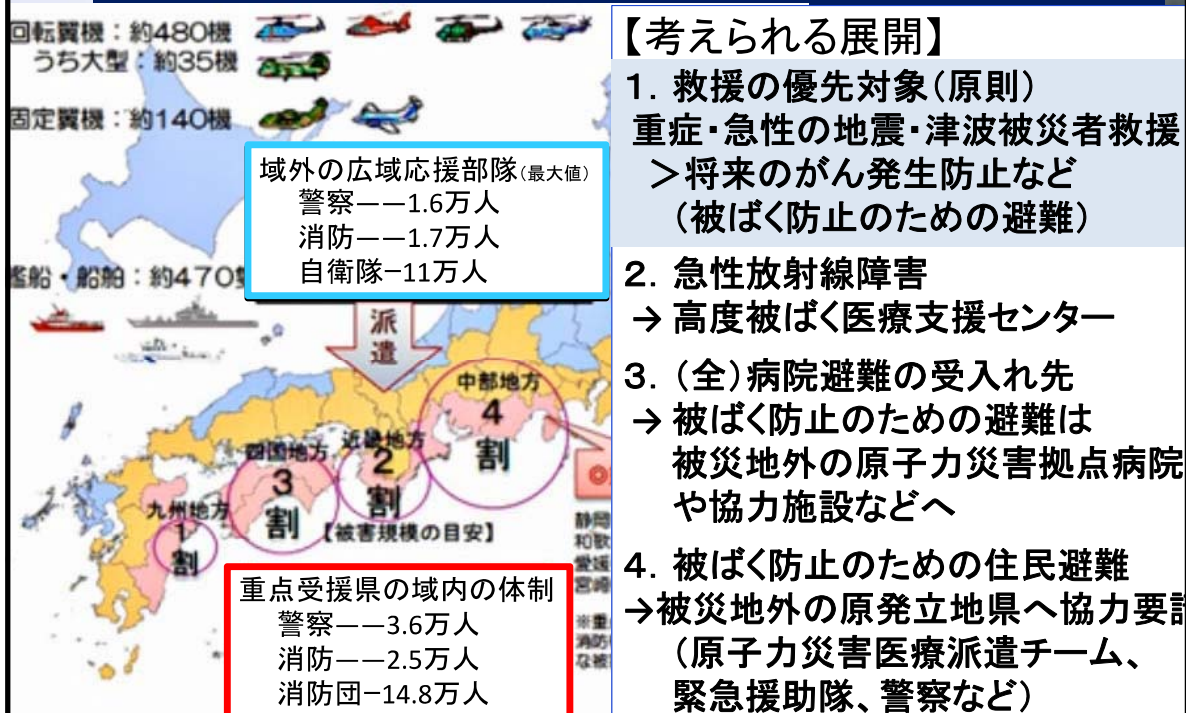 回転翼機：約480機
うち大型：約35機
固定翼機：約140機
域外の広域応援部隊(最大値)
警察――1.6万人
消防――1.7万人
自衛隊－11万人
艦船・船舶：約470
派遣
中部地方
4割
近畿地方
2割
四国地方
3割
九州地方
1割
【被害規模の目安】
静岡
和歌
愛媛
宮崎
※重
消防
な被
重点受援県の域内の体制
警察――3.6万人
消防――2.5万人
消防団－14.8万人
【考えられる展開】
１．救援の優先対象（原則）
重症・急性の地震・津波被災者救援
＞将来のがん発生防止など
（被ばく防止のための避難）
２．急性放射線障害
→ 高度被ばく医療支援センター
３．（全）病院避難の受入れ先
→ 被ばく防止のための避難は
被災地外の原子力災害拠点病院
や協力施設などへ
４．被ばく防止のための住民避難
→被災地外の原発立地県へ協力要請
（原子力災害医療派遣チーム、
緊急援助隊、警察など）